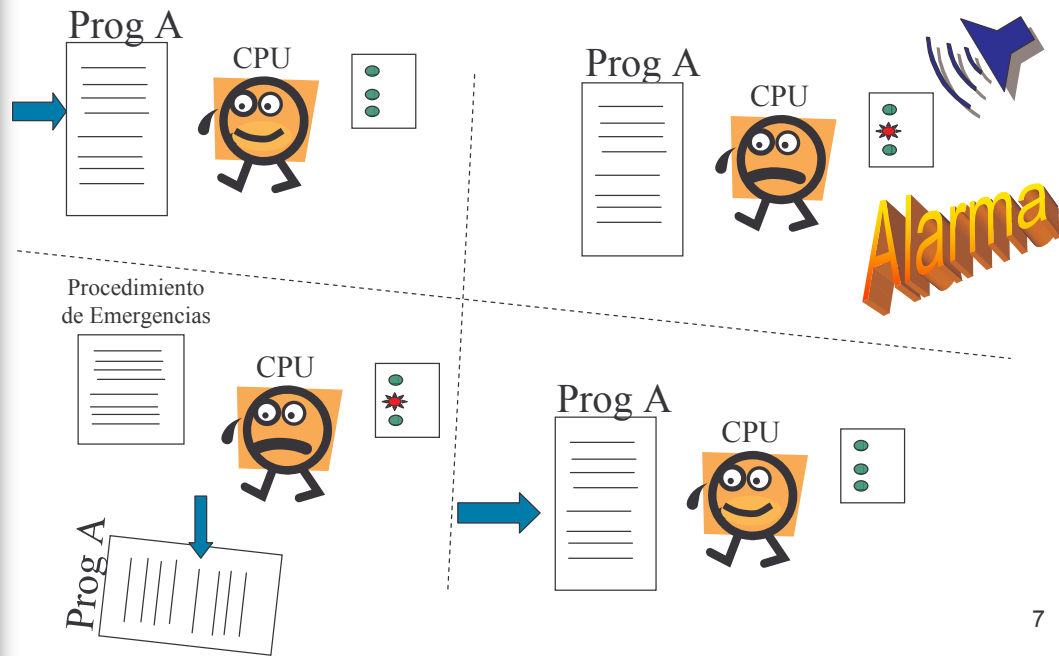 Prog A
CPU
Prog A
CPU
Alarma
Procedimiento
de Emergencias
CPU
Prog A
Prog A
CPU
7